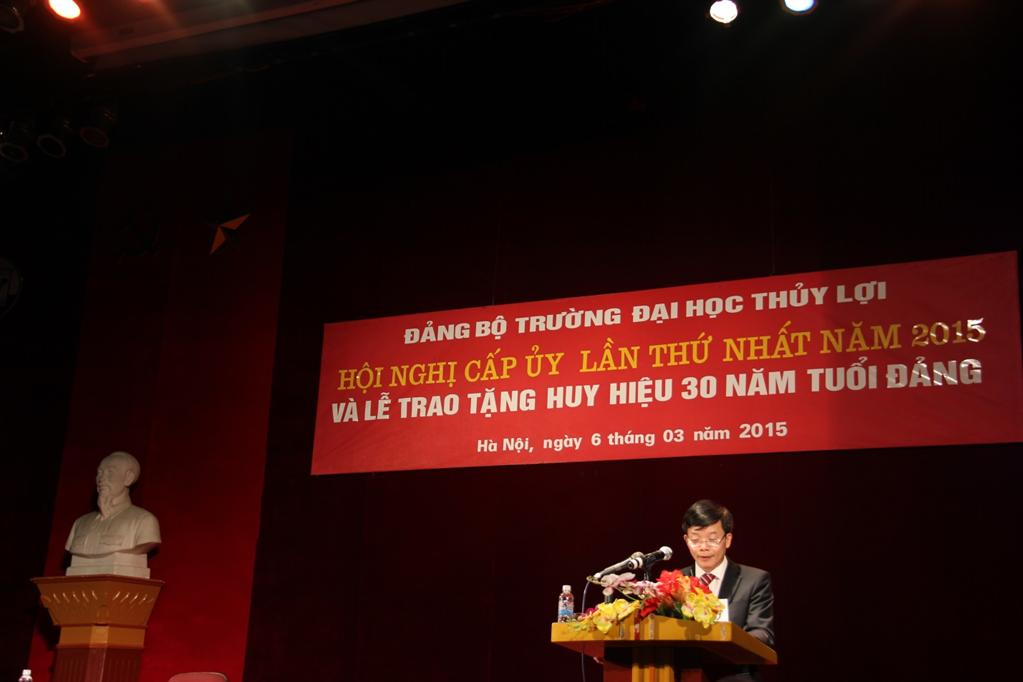 ĐẢNG BỘ TRƯỜNG ĐẠI HỌC THỦY LỢI
HỘI NGHỊ CẤP ỦY LẦN THỨ NHẤT NĂM 2015
VÀ LỄ TRAO TẶNG HUY HIỆU 30 NĂM TUỔI ĐẢNG
Hà Nội, ngày 6 tháng 03 năm 2015